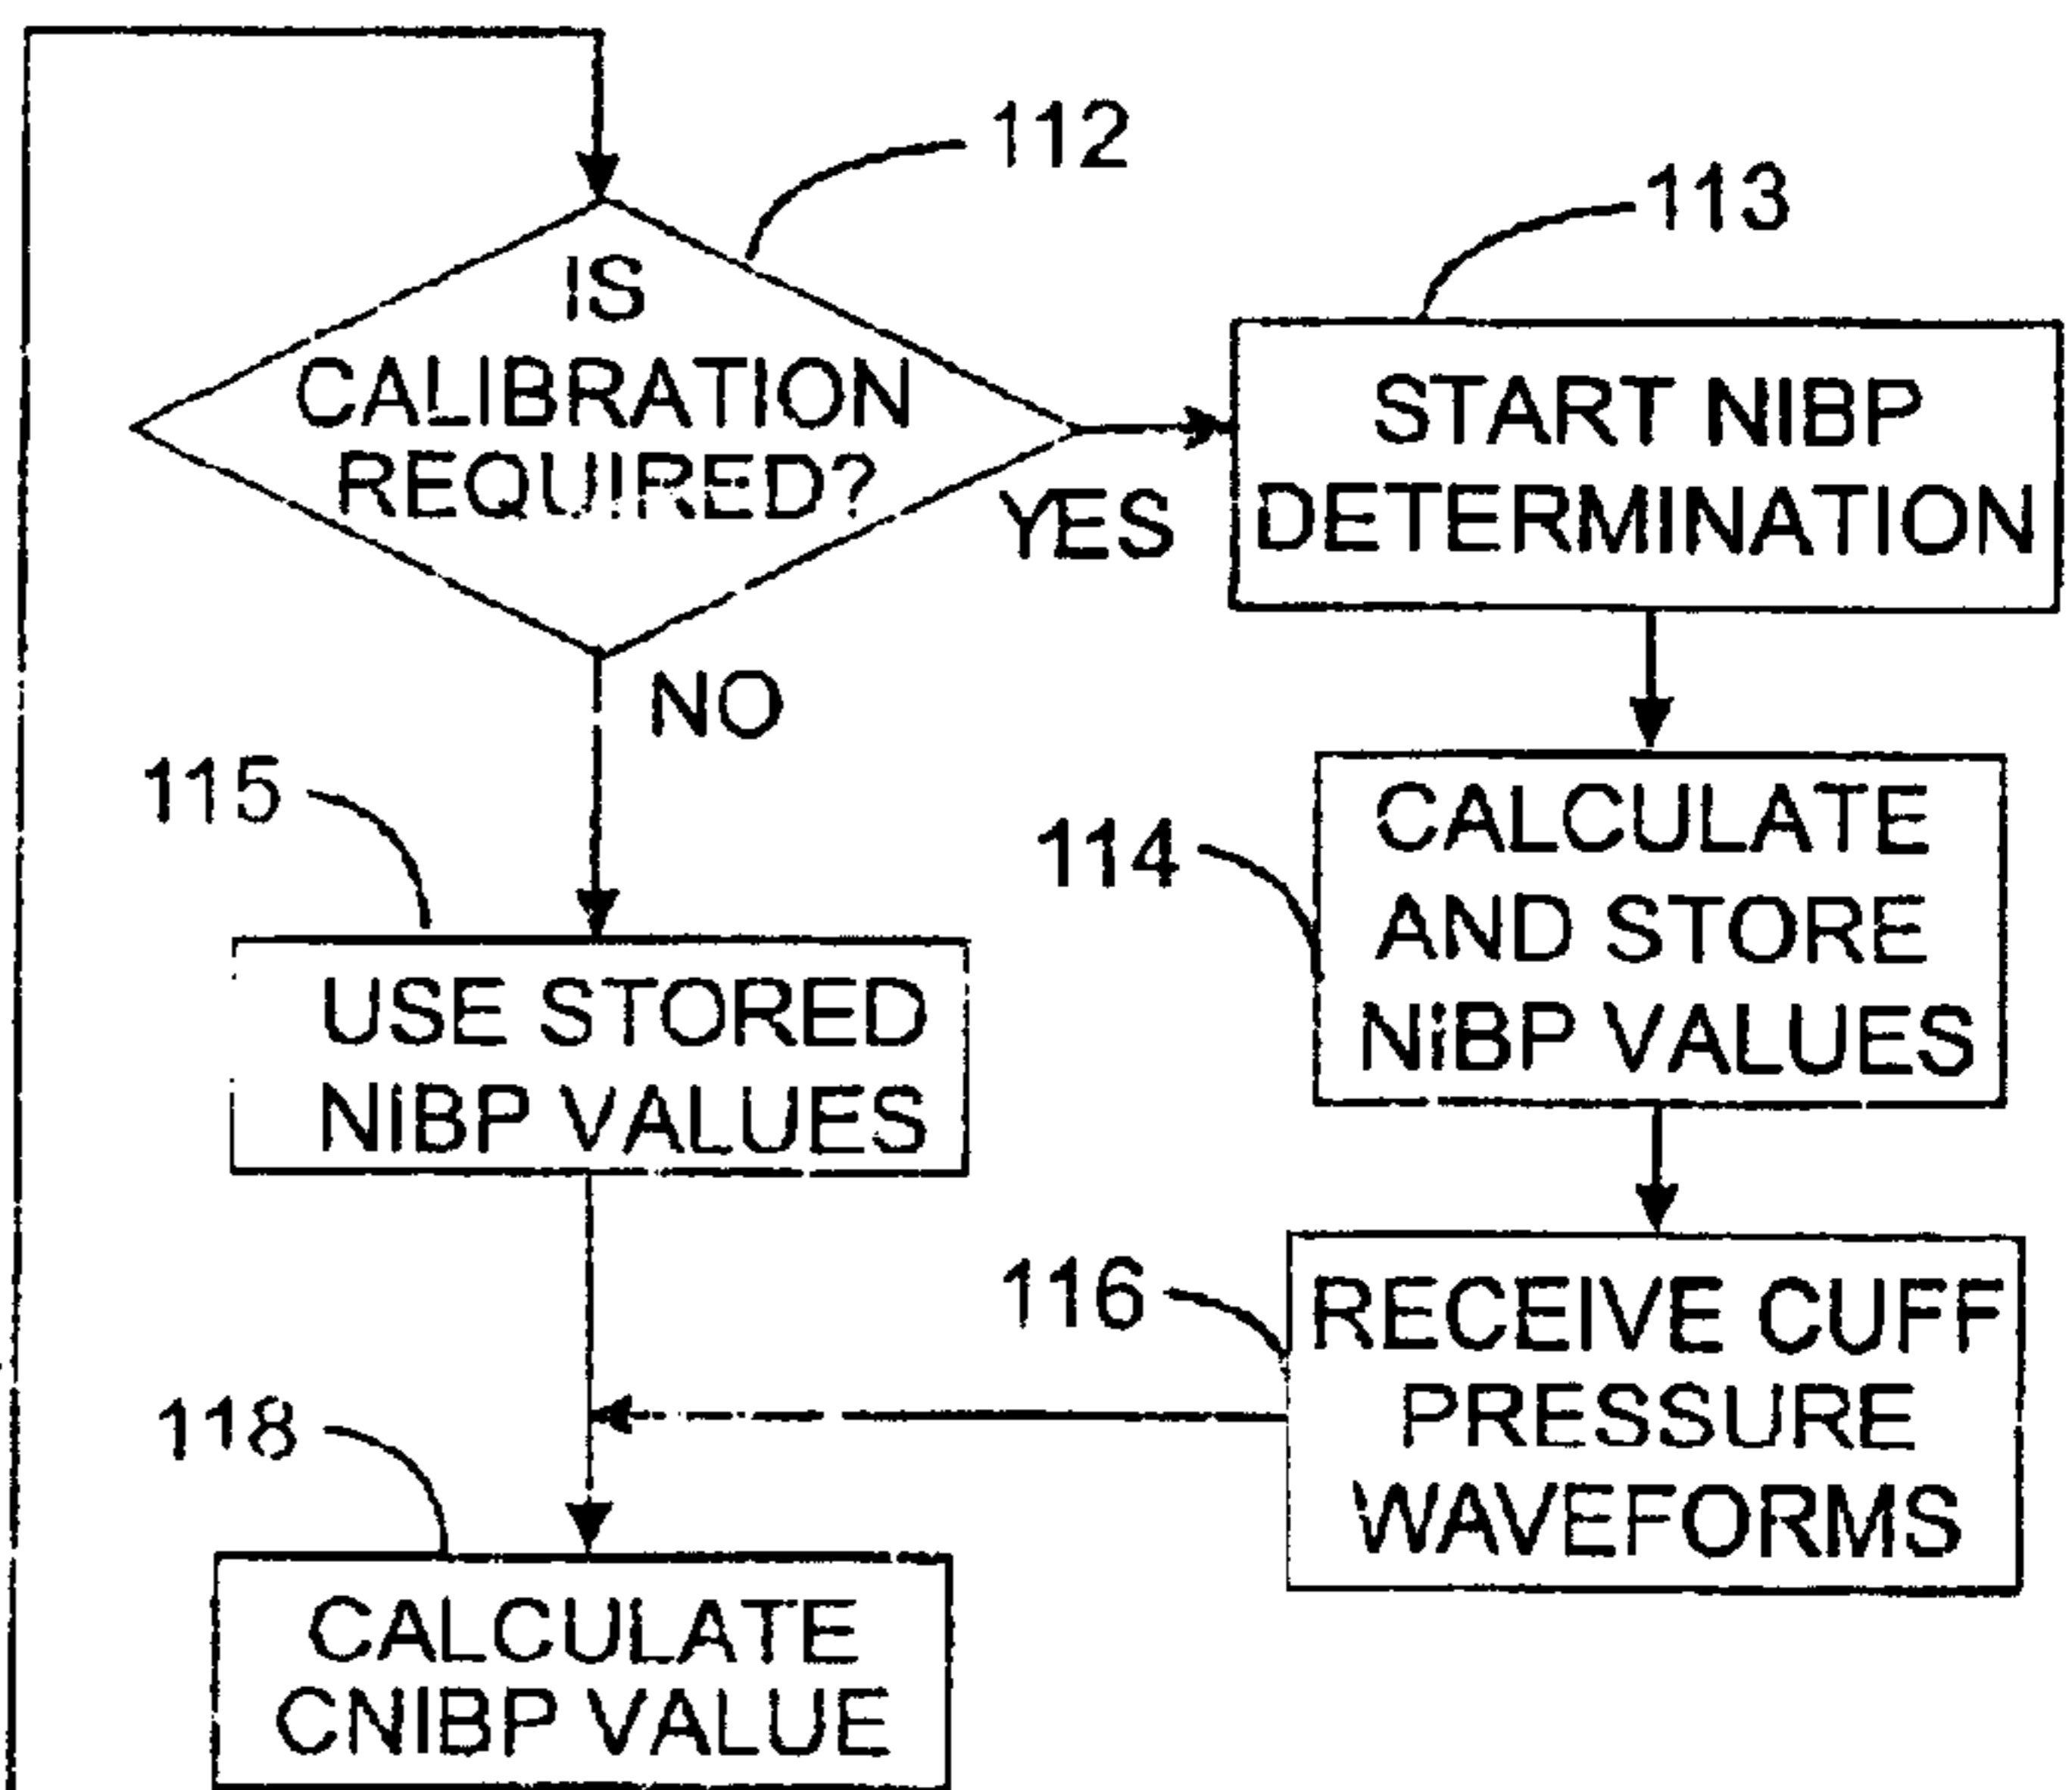 112
IS
CALIBRATION
REQUIRED?
YES
NO
113
START NIBP
DETERMINATION
114
CALCULATE
AND STORE
NIBP VALUES
115
USE STORED
NIBP VALUES
116
RECEIVE CUFF
PRESSURE
WAVEFORMS
118
CALCULATE
CNIBP VALUE